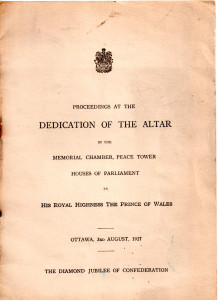 PROCEEDINGS AT THE
DEDICATION OF THE ALTAR
IN THE
MEMORIAL CHAMBER, PEACE TOWER
HOUSES OF PARLIAMENT
BY
HIS ROYAL HIGHNESS THE PRINCE OF WALES
OTTAWA, 3RD AUGUST, 1927
THE DIAMOND JUBILEE OF CONFEDERATION